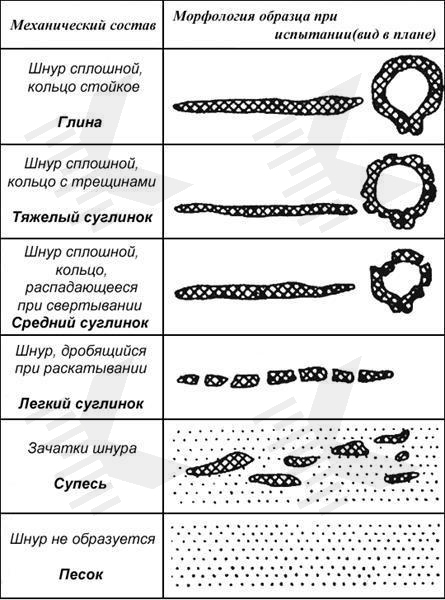 Механический состав
Морфология образца при
испытании(вид в плане)
Шнур сплошной,
кольцо стойкое
Глина
Шнур сплошной,
кольцо с трещинами
Тяжелый суглинок
Шнур сплошной,
кольцо,
распадающееся
при свертывании
Средний суглинок
Шнур, дробящийся
при раскатывании
Легкий суглинок
Зачатки шнура
Супесь
Шнур не образуется
Песок